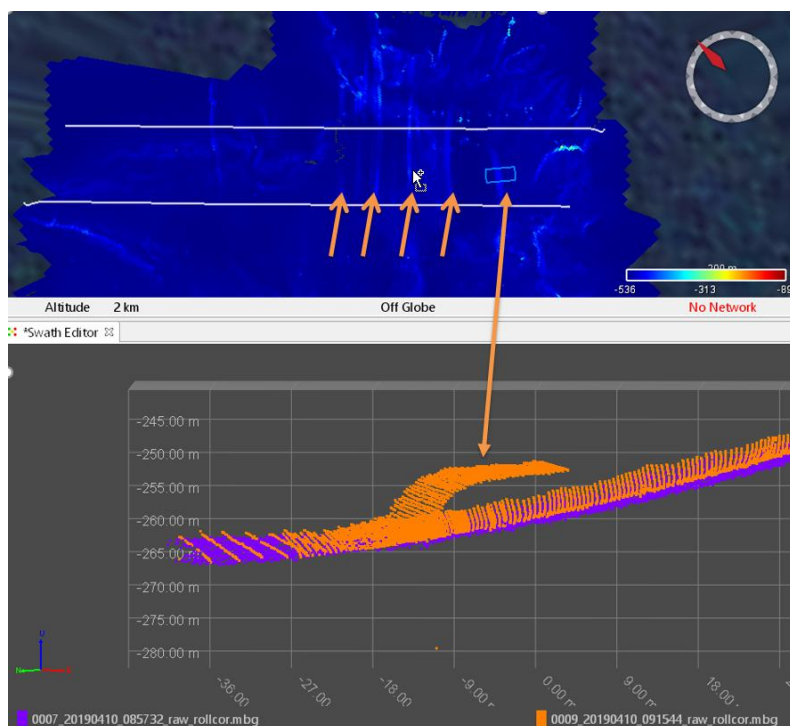 200 m
-536 -313 -89
Altitude 2 km Off Globe No Network
*Swath Editor
-245.00 m
-250.00 m
-255.00 m
-260.00 m
-265.00 m
-270.00 m
-275.00 m
-280.00 m
-36.00
-27.00
-18.00
-9.00 m
0.00 m
9.00 m
18.00
0007_20190410_085732_raw_rollcor.mbg
0009_20190410_091544_raw_rollcor.mbg